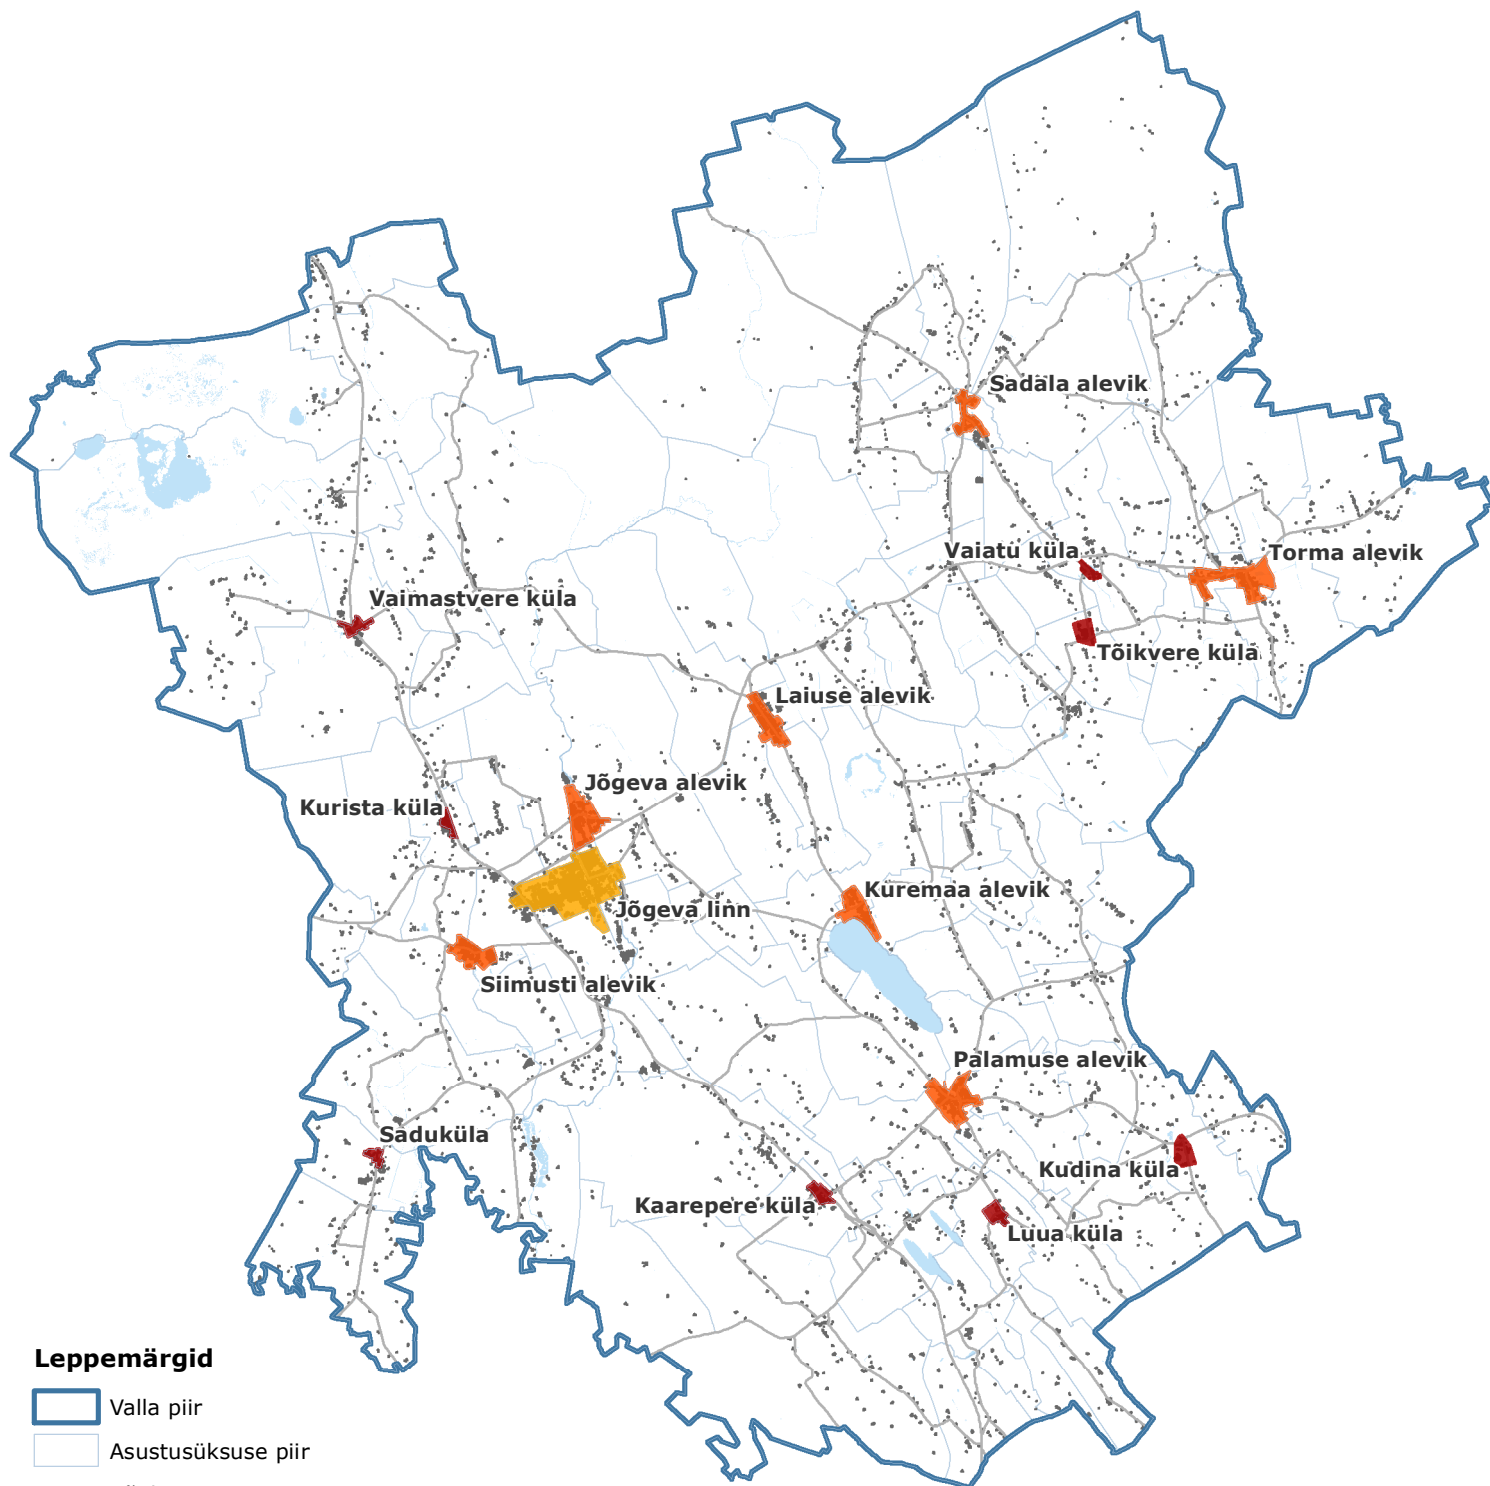 Sadala alevik
Vaiatu küla
Torma alevik
Vaimastvere küla
Tõikvere küla
Laiuse alevik
Jõgeva alevik
Kurista küla
Kuremaa alevik
Jõgeva linn
Siimusti alevik
Palamuse alevik
Saduküla
Kudina küla
Kaarepere küla
Luua küla
Leppemärgid
Valla piir
Asustusüksuse piir